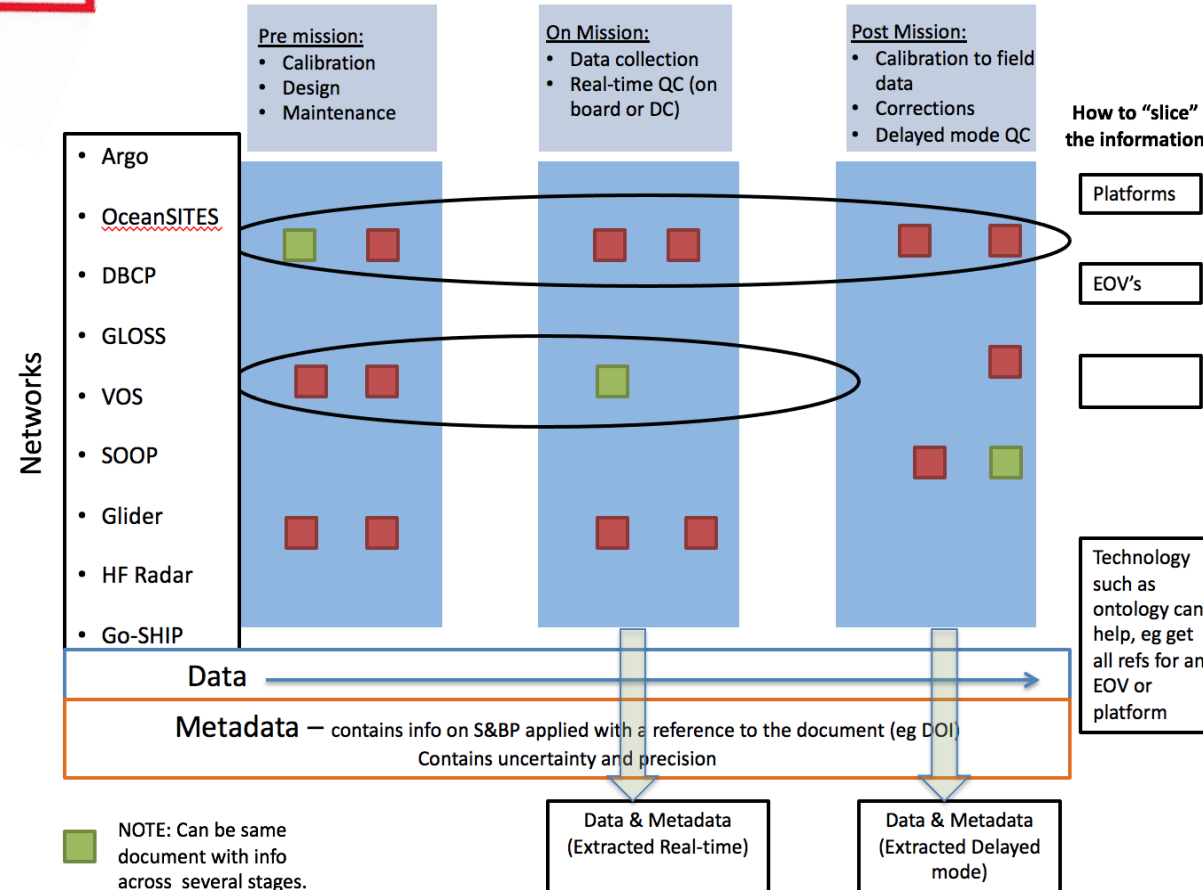 Pre mission:
• Calibration
• Design
• Maintenance
On Mission:
• Data collection
• Real-time QC (on
board or DC)
Post Mission:
• Calibration to field
data
• Corrections
• Delayed mode QC
How to “slice”
the information
Networks
• Argo
• OceanSITES
• DBCP
• GLOSS
• VOS
• SOOP
• Glider
• HF Radar
• Go-SHIP
Platforms
EOV’s
Technology
such as
ontology can
help, eg get
all refs for an
EOV or
platform
Data
Metadata – contains info on S&BP applied with a reference to the document (eg DOI)
Contains uncertainty and precision
NOTE: Can be same
document with info
across several stages.
Data & Metadata
(Extracted Real-time)
Data & Metadata
(Extracted Delayed
mode)